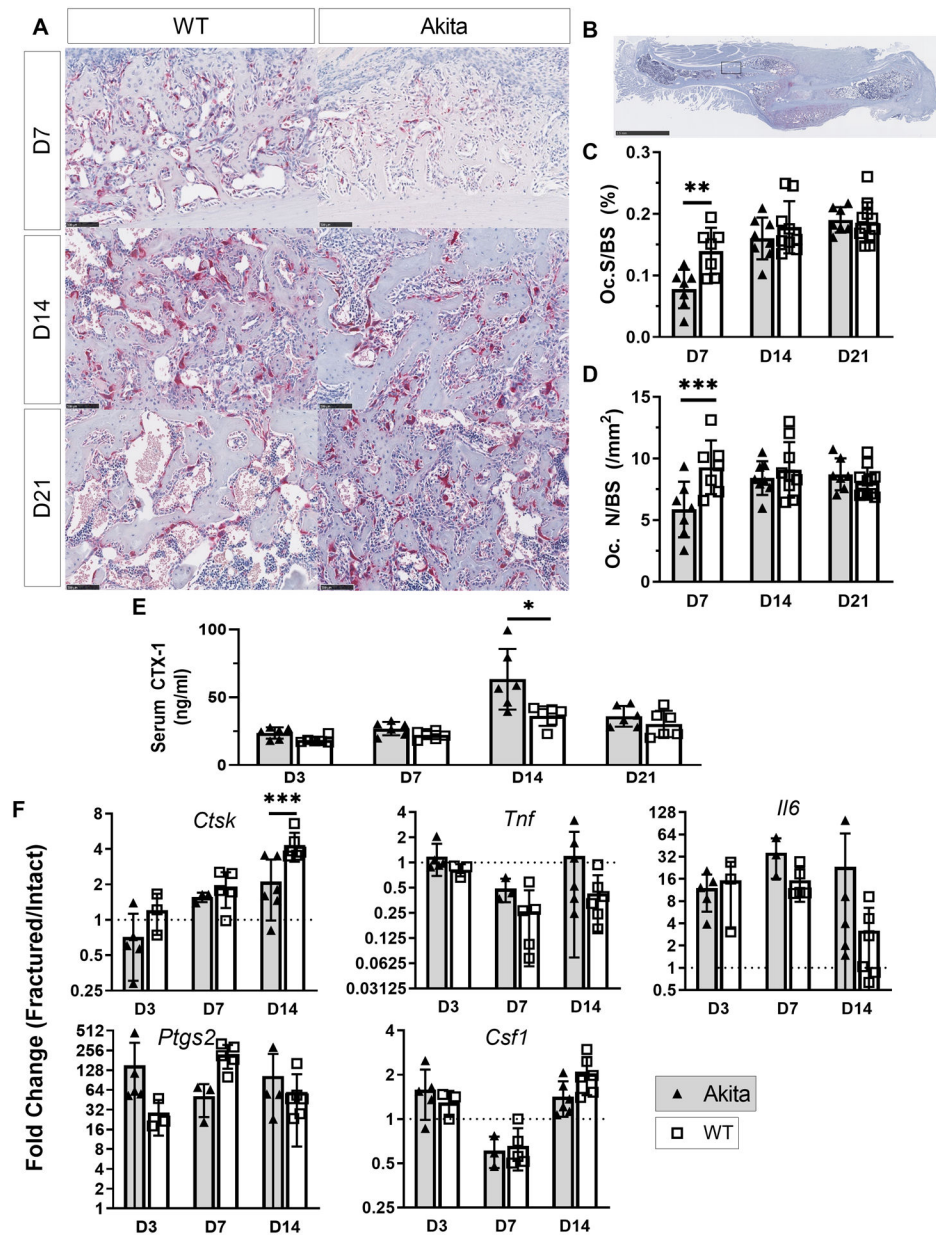 A
WT
Akita
D7
D14
D21
B
C
Oc.S/BS (%)
0.3
0.2
0.1
0.0
**
D7
D14
D21
D
Oc. N/BS (/mm²)
15
10
5
0
***
D7
D14
D21
E
Serum CTX-1
(ng/ml)
100
50
0
*
D3
D7
D14
D21
F
Fold Change (Fractured/Intact)
Ctsk
8
4
2
1
0.5
0.25
***
D3
D7
D14
Tnf
4
2
1
0.5
0.25
0.125
0.0625
0.03125
D3
D7
D14
Il6
128
64
32
16
8
4
2
1
0.5
D3
D7
D14
Ptgs2
512
256
128
64
32
16
8
4
2
1
D3
D7
D14
Csf1
4
2
1
0.5
0.25
D3
D7
D14
Akita
WT